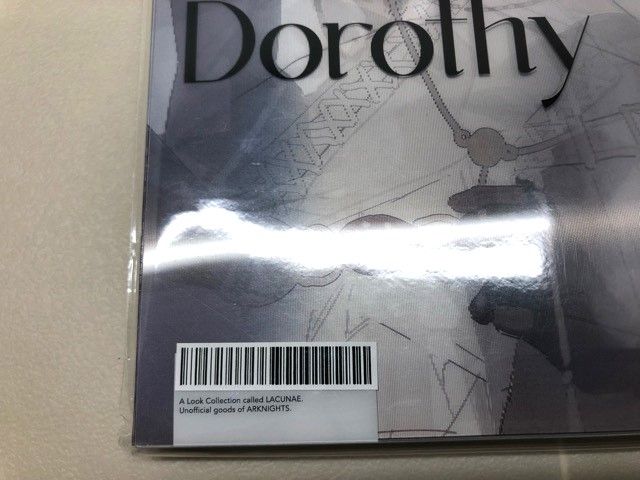 Dorothy
A Look Collection called LACUNAE.
Unofficial goods of ARKNIGHTS.